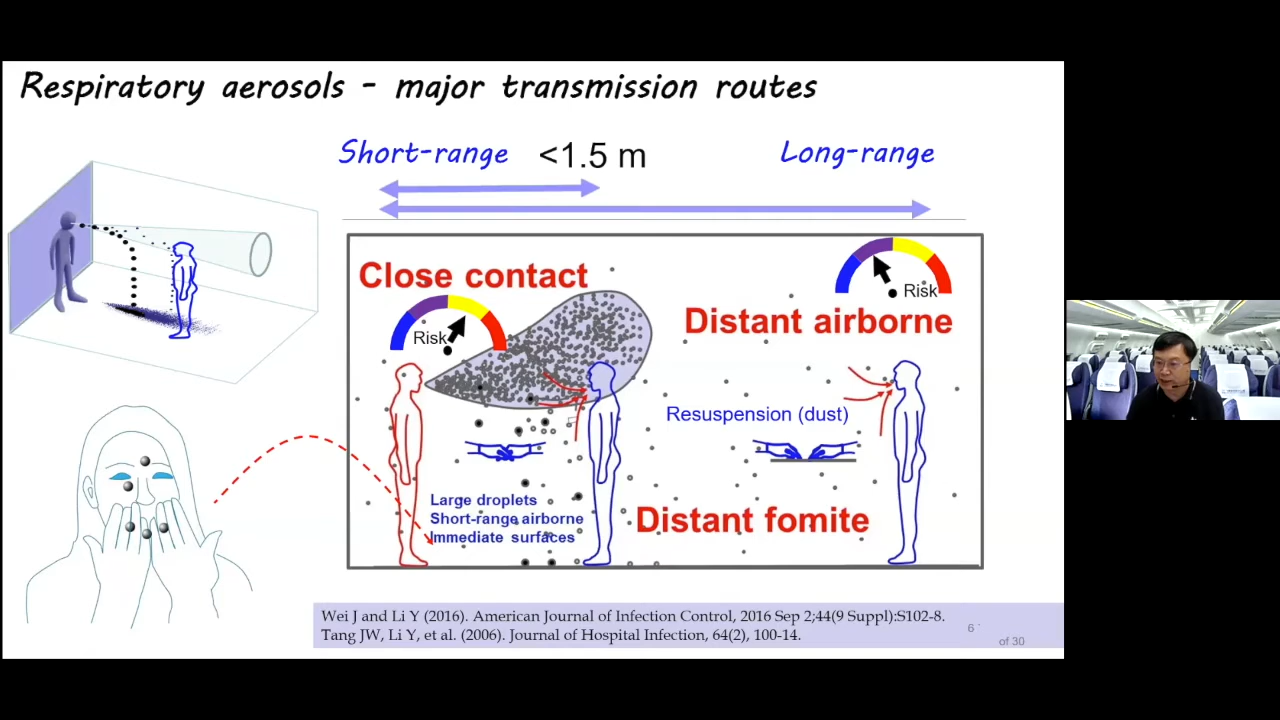 Respiratory aerosols - major transmission routes
Short-range <1.5 m Long-range
Close contact
Risk
Risk
Distant airborne
Resuspension (dust)
Large droplets
Short-range airborne
Immediate surfaces
Distant fomite
Wei J and Li Y (2016). American Journal of Infection Control, 2016 Sep 2;44(9 Suppl):S102-8.
Tang JW, Li Y, et al. (2006). Journal of Hospital Infection, 64(2), 100-14.
6
of 30